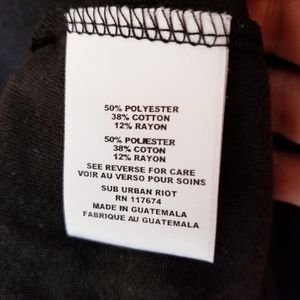 50% POLYESTER
38% COTTON
12% RAYON
50% POLIESTER
38% COTON
12% RAYON
SEE REVERSE FOR CARE
VOIR AU VERSO POUR SOINS
SUB URBAN RIOT
RN 117674
MADE IN GUATEMALA
FABRIQUE AU GUATEMALA